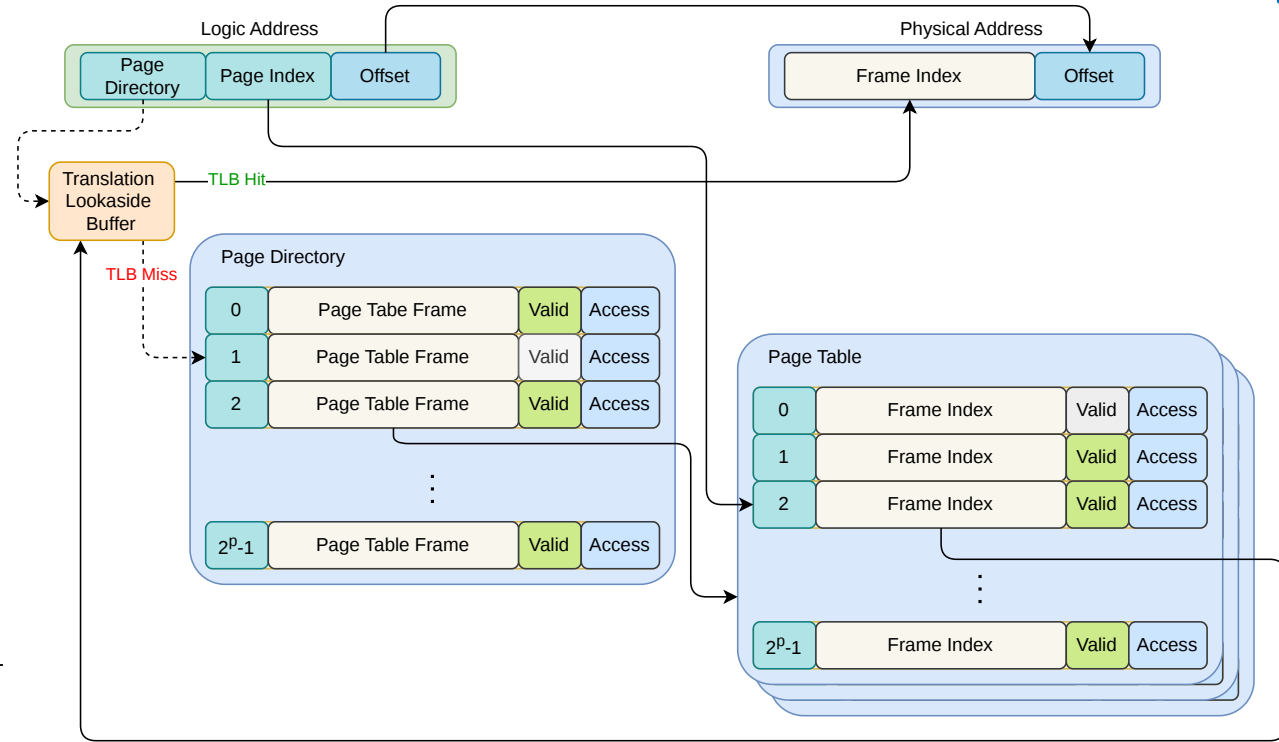 Logic Address
Physical Address
Page
Directory
Page Index
Offset
Frame Index
Offset
Translation
Lookaside
Buffer
TLB Hit
TLB Miss
Page Directory
0 Page Tabe Frame Valid Access
1 Page Table Frame Valid Access
2 Page Table Frame Valid Access
⋮
2ᵖ-1 Page Table Frame Valid Access
Page Table
0 Frame Index Valid Access
1 Frame Index Valid Access
2 Frame Index Valid Access
⋮
2ᵖ-1 Frame Index Valid Access